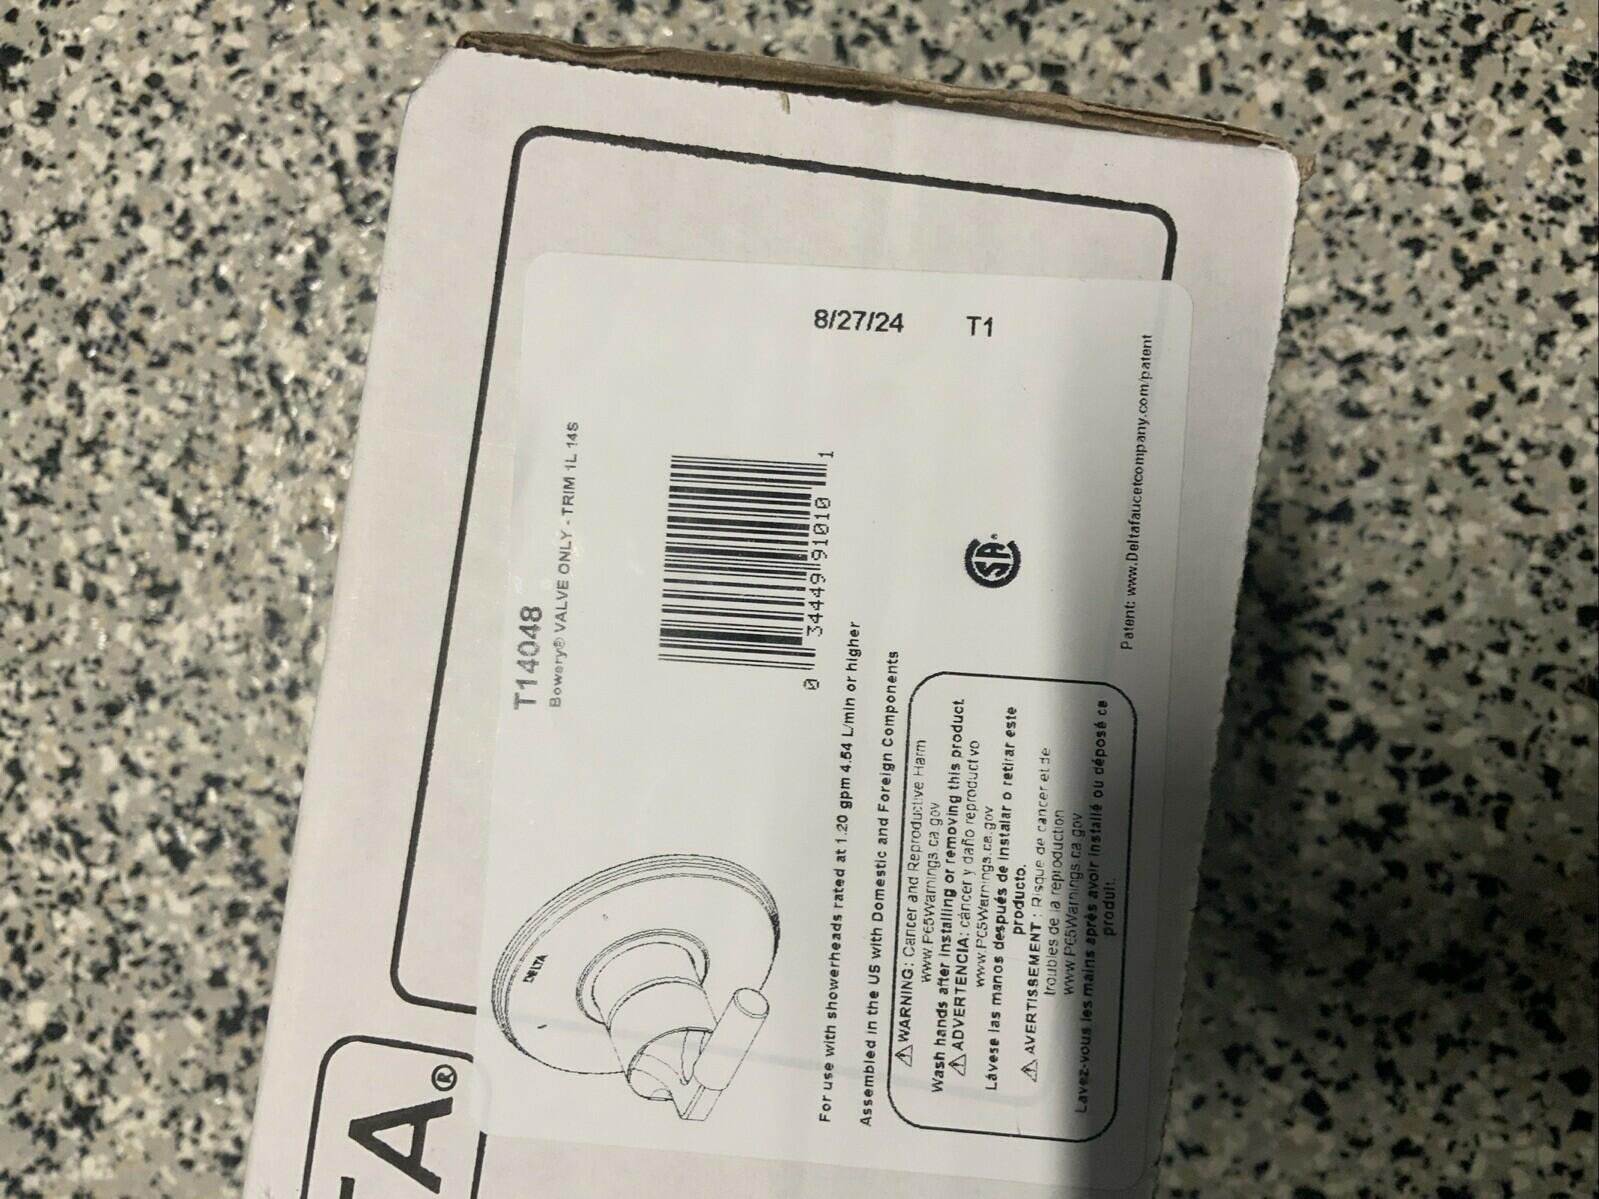 T14048
Bowery® VALVE ONLY - TRIM 1L 14S
8/27/24
T1
0 34449 91010 1
DELTA
For use with showerheads rated at 1.20 gpm 4.54 L/min or higher
Assembled in the US with Domestic and Foreign Components
⚠WARNING: Cancer and Reproductive Harm
www.P65Warnings.ca.gov
Wash hands after installing or removing this product.
⚠ ADVERTENCIA: cáncer y daño reproductivo
www.P65Warnings.ca.gov
Lávese las manos después de instalar o retirar este
producto.
⚠ AVERTISSEMENT : Risque de cancer et de
troubles de la reproduction
www.P65Warnings.ca.gov
Lavez-vous les mains après avoir installé ou déposé ce
produit.
SA®
Patent: www.Deltafaucetcompany.com/patent
TA®